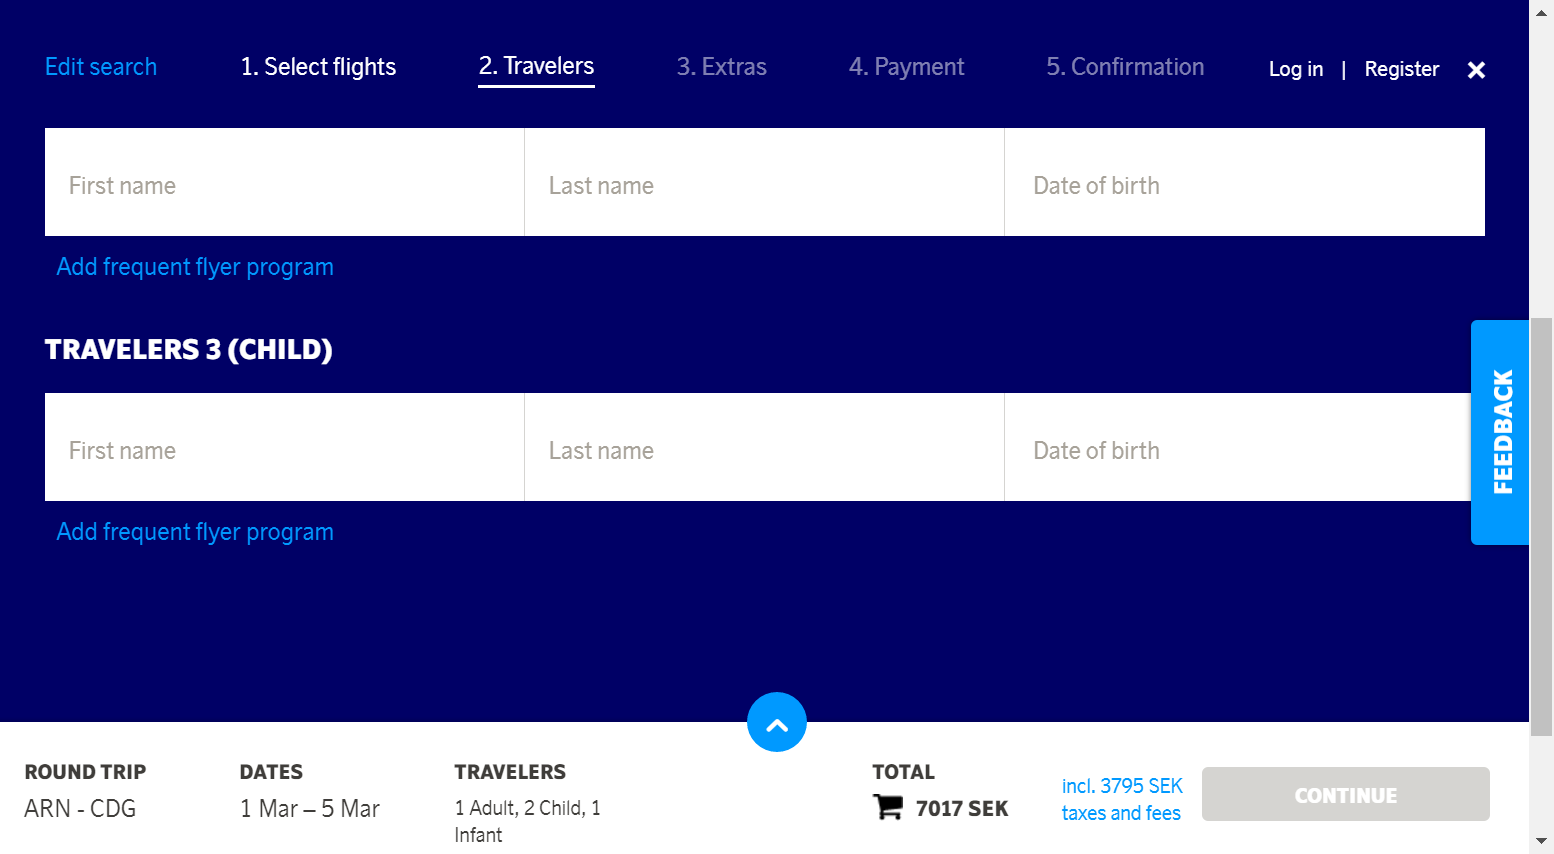 Edit search
1. Select flights
2. Travelers
3. Extras
4. Payment
5. Confirmation
Log in | Register
First name
Last name
Date of birth
Add frequent flyer program
TRAVELERS 3 (CHILD)
First name
Last name
Date of birth
Add frequent flyer program
FEEDBACK
ROUND TRIP
ARN - CDG
DATES
1 Mar – 5 Mar
TRAVELERS
1 Adult, 2 Child, 1
Infant
TOTAL
7017 SEK
incl. 3795 SEK
taxes and fees
CONTINUE